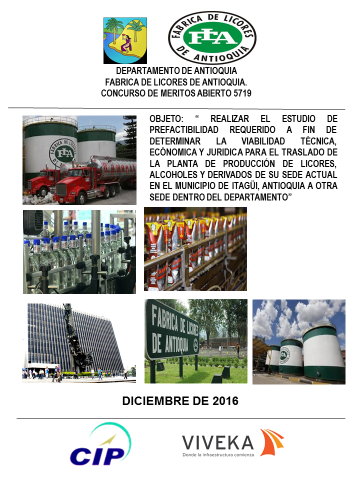 FABRICA DE LICORES
FLA
DE ANTIOQUIA
DEPARTAMENTO DE ANTIOQUIA
FABRICA DE LICORES DE ANTIOQUIA.
CONCURSO DE MERITOS ABIERTO 5719
OBJETO: “ REALIZAR EL ESTUDIO DE
PREFACTIBILIDAD REQUERIDO A FIN DE
DETERMINAR LA VIABILIDAD TÉCNICA,
ECÓNOMICA Y JURIDICA PARA EL TRASLADO DE
LA PLANTA DE PRODUCCIÓN DE LICORES,
ALCOHOLES Y DERIVADOS DE SU SEDE ACTUAL
EN EL MUNICIPIO DE ITAGÜI, ANTIOQUIA A OTRA
SEDE DENTRO DEL DEPARTAMENTO”
FLA
FABRICA DE LICORES
DE ANTIOQUIA
DICIEMBRE DE 2016
CIP
VIVEKA
Donde la infraestructura comienza